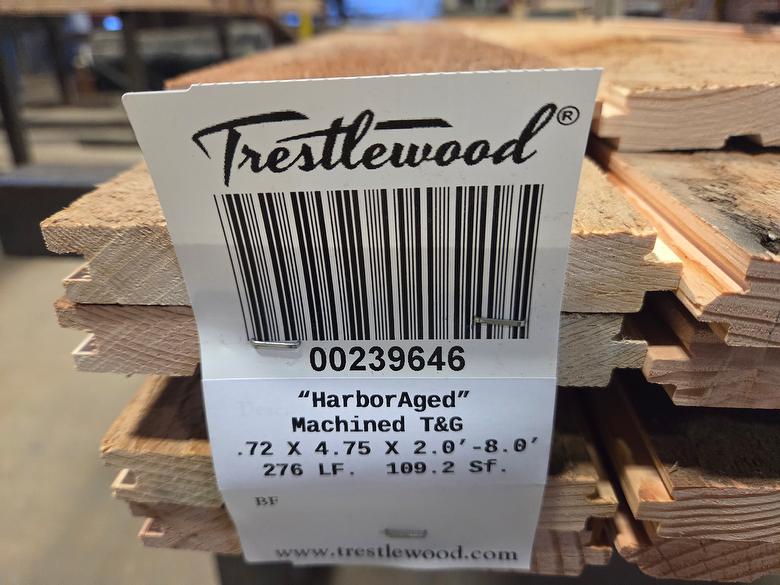 Trestlewood®
00239646
“HarborAged”
Machined T&G
.72 X 4.75 X 2.0′-8.0′
276 LF. 109.2 Sf.
BF
www.trestlewood.com